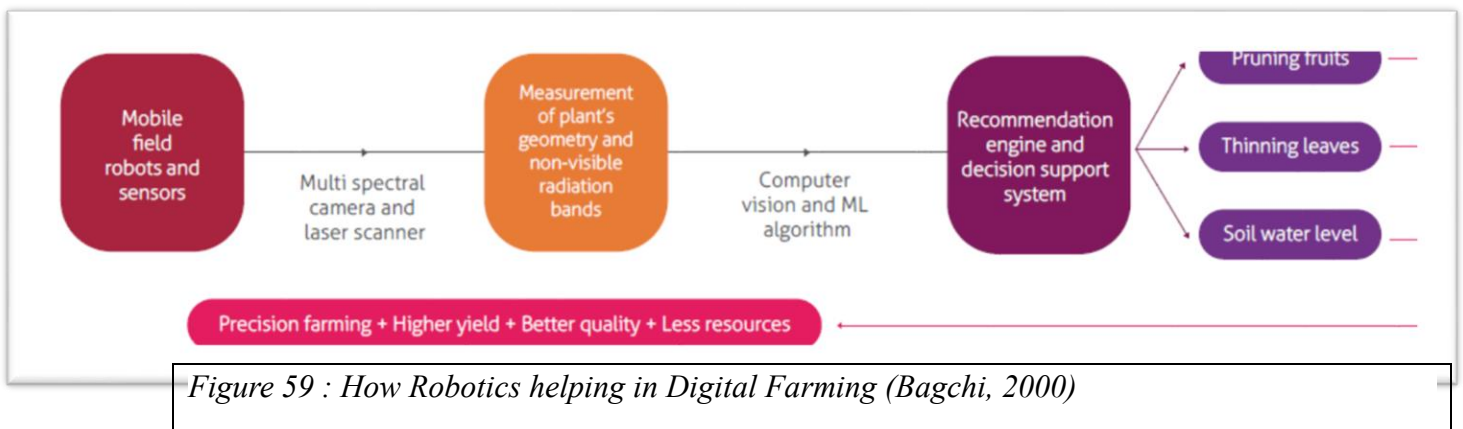 Mobile
field
robots and
sensors
Multi spectral
camera and
laser scanner
Measurement
of plant's
geometry and
non-visible
radiation
bands
Computer
vision and ML
algorithm
Recommendation
engine and
decision support
system
Pruning fruits
Thinning leaves
Soil water level
Precision farming + Higher yield + Better quality + Less resources
Figure 59 : How Robotics helping in Digital Farming (Bagchi, 2000)